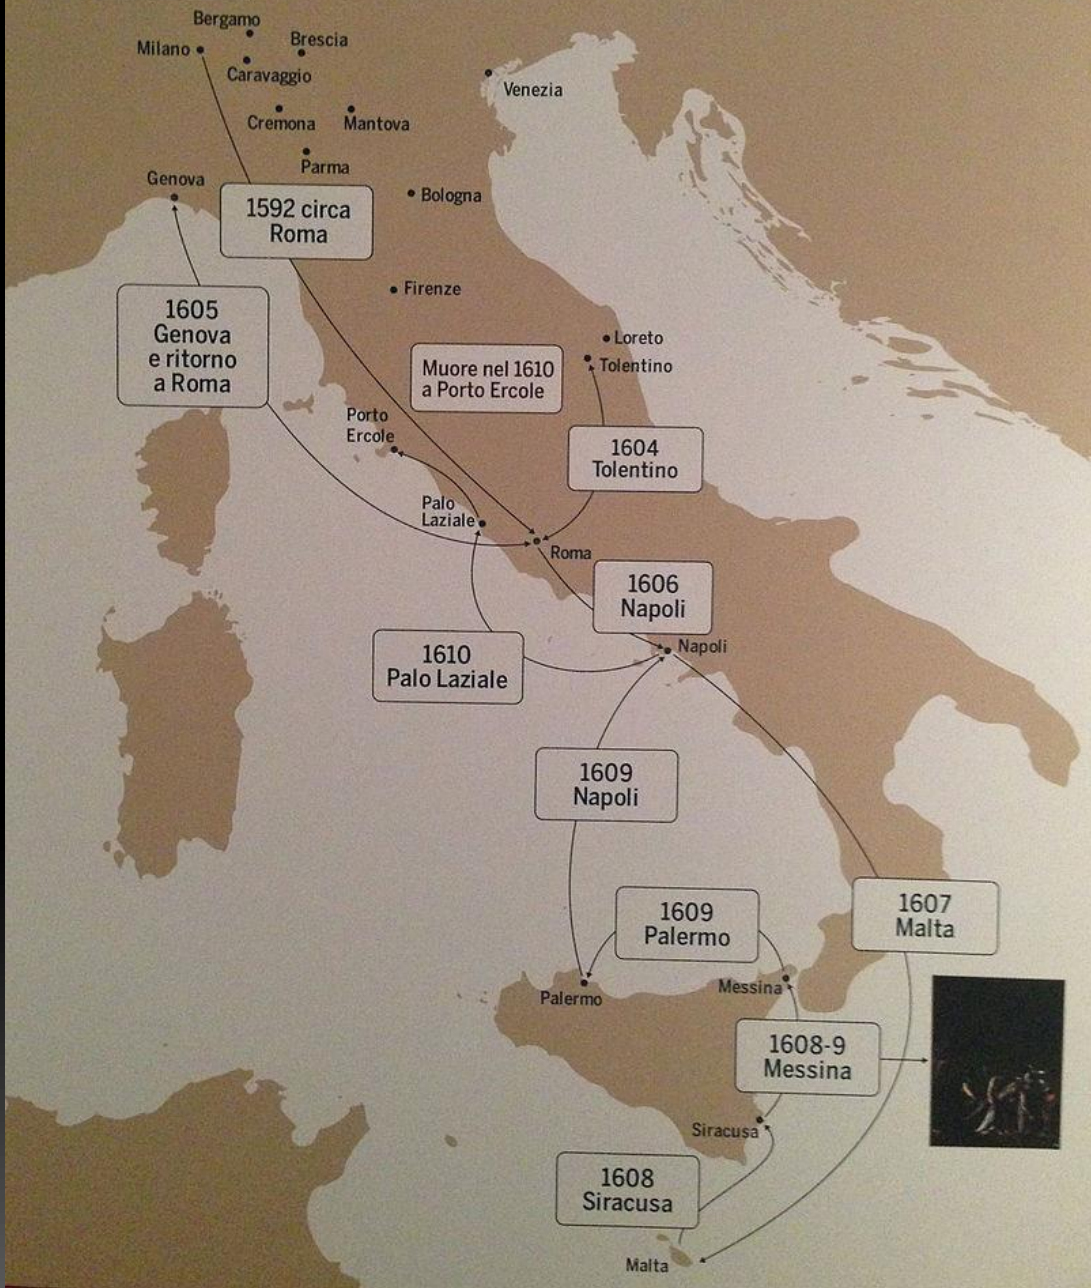 Bergamo
Milano
Brescia
Caravaggio
Venezia
Cremona
Mantova
Parma
Genova
Bologna
1592 circa
Roma
Firenze
1605
Genova
e ritorno
a Roma
Loreto
Tolentino
Muore nel 1610
a Porto Ercole
Porto
Ercole
1604
Tolentino
Palo
Laziale
Roma
1606
Napoli
Napoli
1610
Palo Laziale
1609
Napoli
1607
Malta
1609
Palermo
Palermo
Messina
1608-9
Messina
Siracusa
1608
Siracusa
Malta